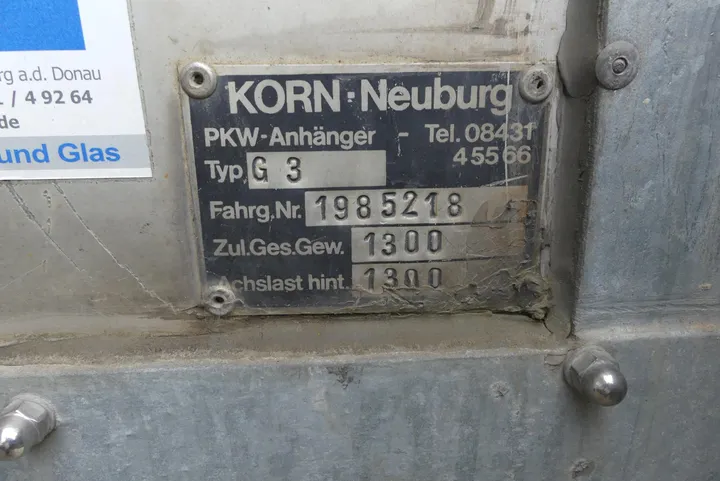 rg a.d. Donau
/ 4 92 64
de
und Glas
KORN-Neuburg
PKW-Anhänger - Tel. 08431
45566
Typ G 3
Fahrg.Nr. 1985218
Zul.Ges.Gew. 1300
Achslast hint. 1300